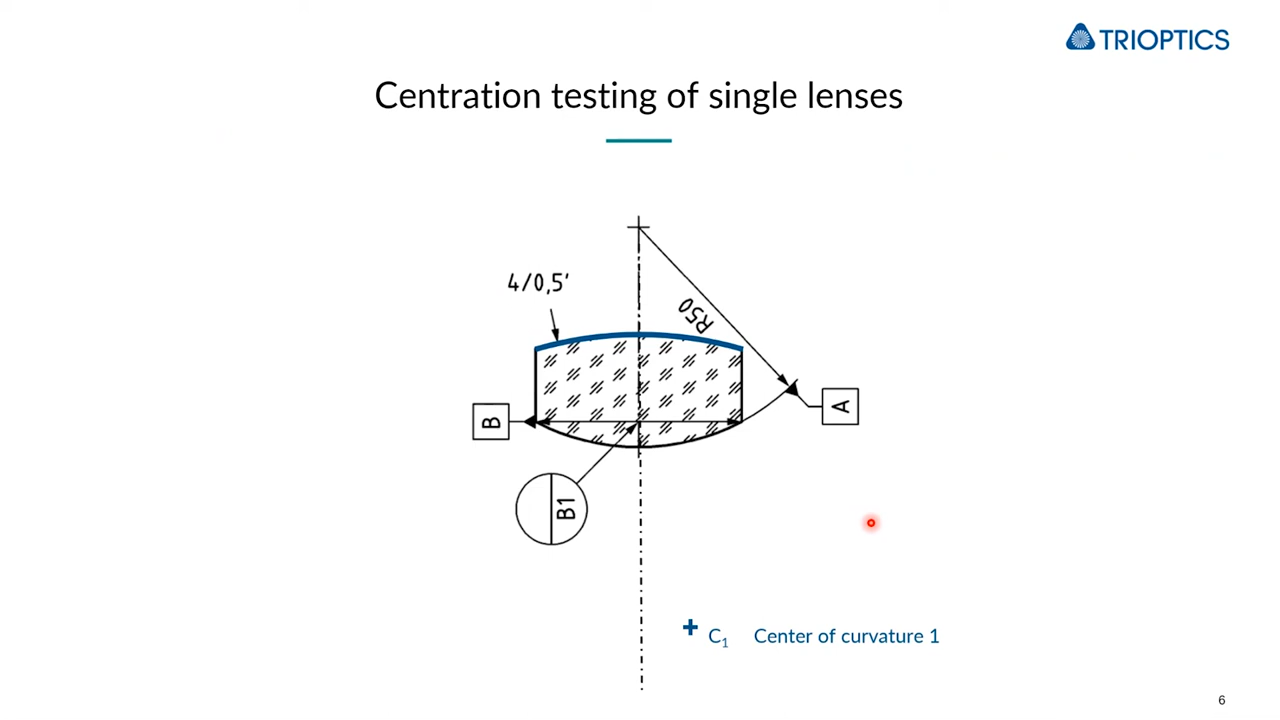 TRIOPTICS
Centration testing of single lenses
4/0,5'
R50
B
A
B1
C₁ Center of curvature 1
6